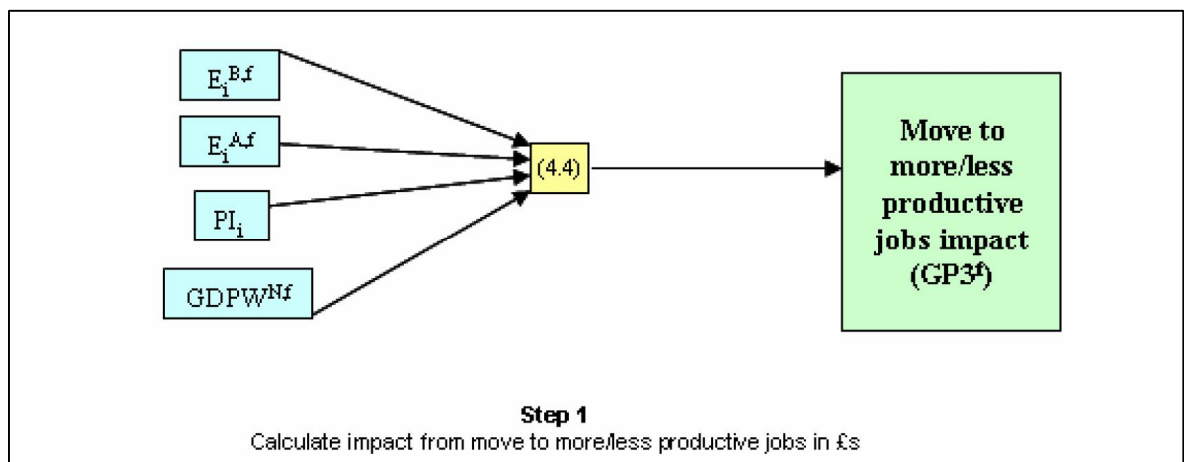 E_i^{B,f}
E_i^{A,f}
PI_i
GDPW^{N,f}
(4.4)
Move to
more/less
productive
jobs impact
(GP3^f)
Step 1
Calculate impact from move to more/less productive jobs in £s